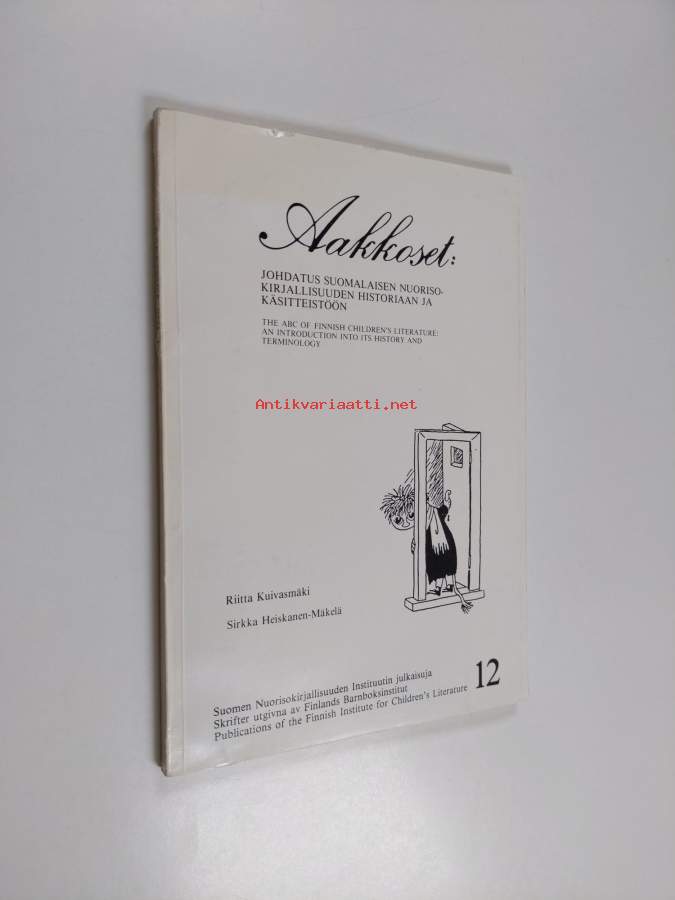 Aakkoset:
JOHDATUS SUOMALAISEN NUORISO-
KIRJALLISUUDEN HISTORIAAN JA
KÄSITTEISTÖÖN
THE ABC OF FINNISH CHILDREN'S LITERATURE:
AN INTRODUCTION INTO ITS HISTORY AND
TERMINOLOGY
Antikvariaatti.net
Riitta Kuivasmäki
Sirkka Heiskanen-Mäkelä
Suomen Nuorisokirjallisuuden Instituutin julkaisuja
Skrifter utgivna av Finlands Barnboksinstitut
Publications of the Finnish Institute for Children's Literature 12